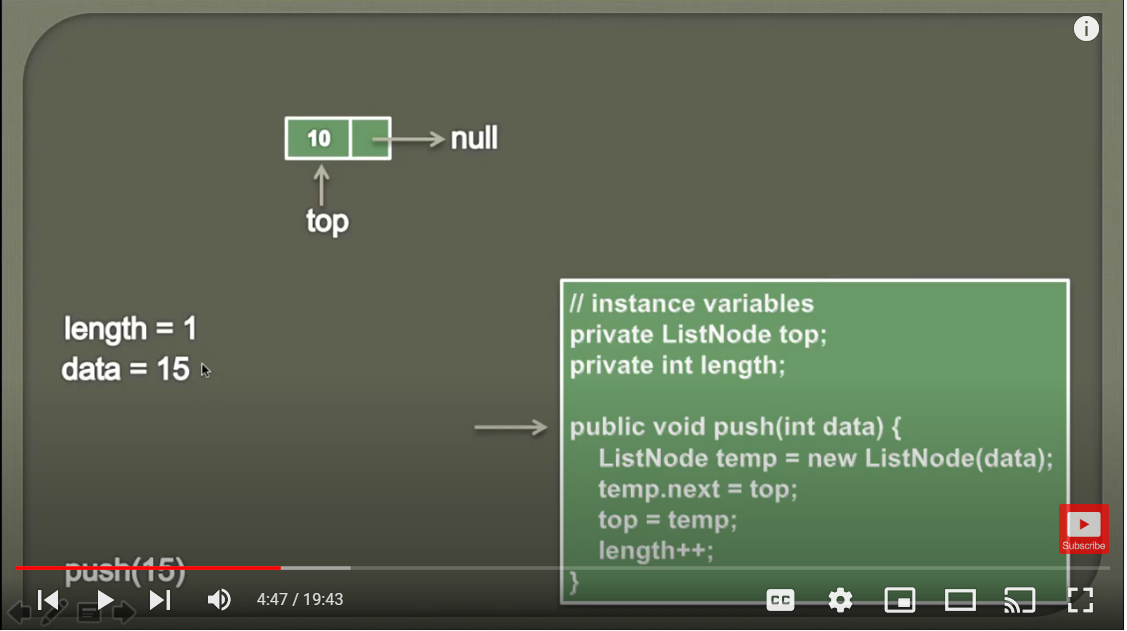 10
null
top
length = 1
data = 15
// instance variables
private ListNode top;
private int length;
public void push(int data) {
ListNode temp = new ListNode(data);
temp.next = top;
top = temp;
length++;
}
push(15)
Subscribe
4:47 / 19:43
CC